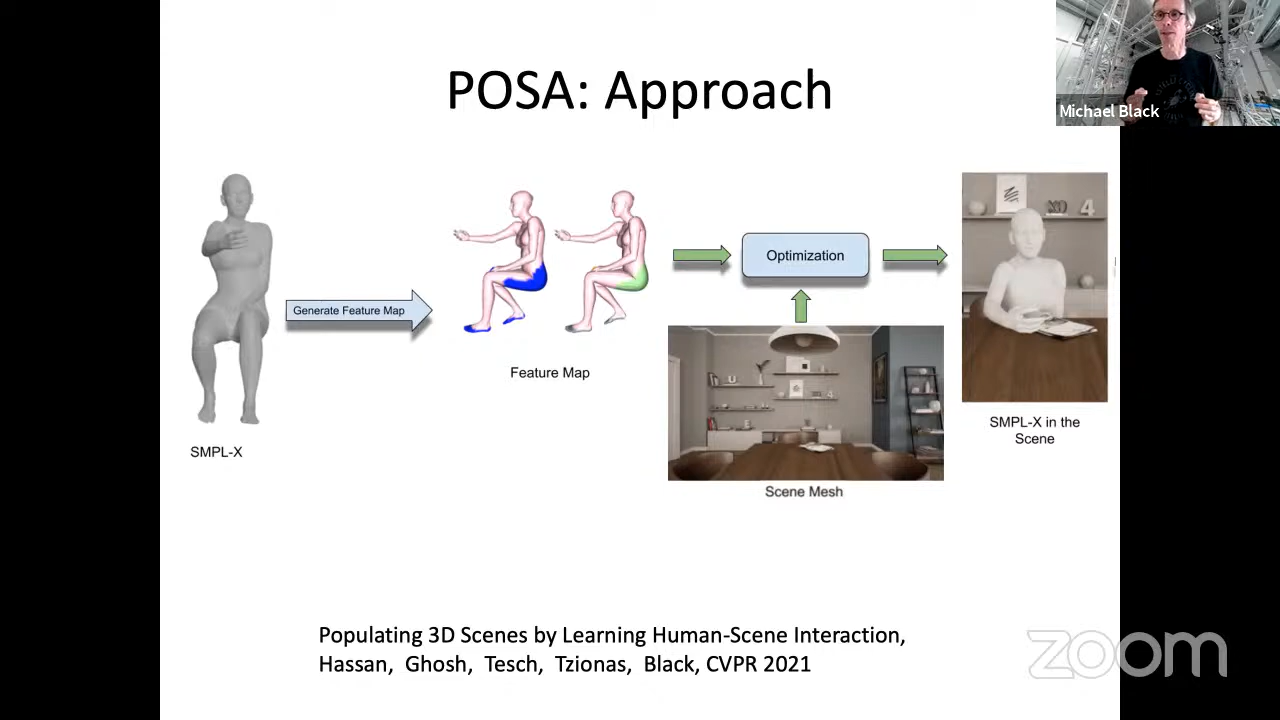 POSA: Approach
Michael Black
Generate Feature Map
Optimization
Feature Map
SMPL-X
Scene Mesh
SMPL-X in the
Scene
Populating 3D Scenes by Learning Human-Scene Interaction,
Hassan, Ghosh, Tesch, Tzionas, Black, CVPR 2021
zoom